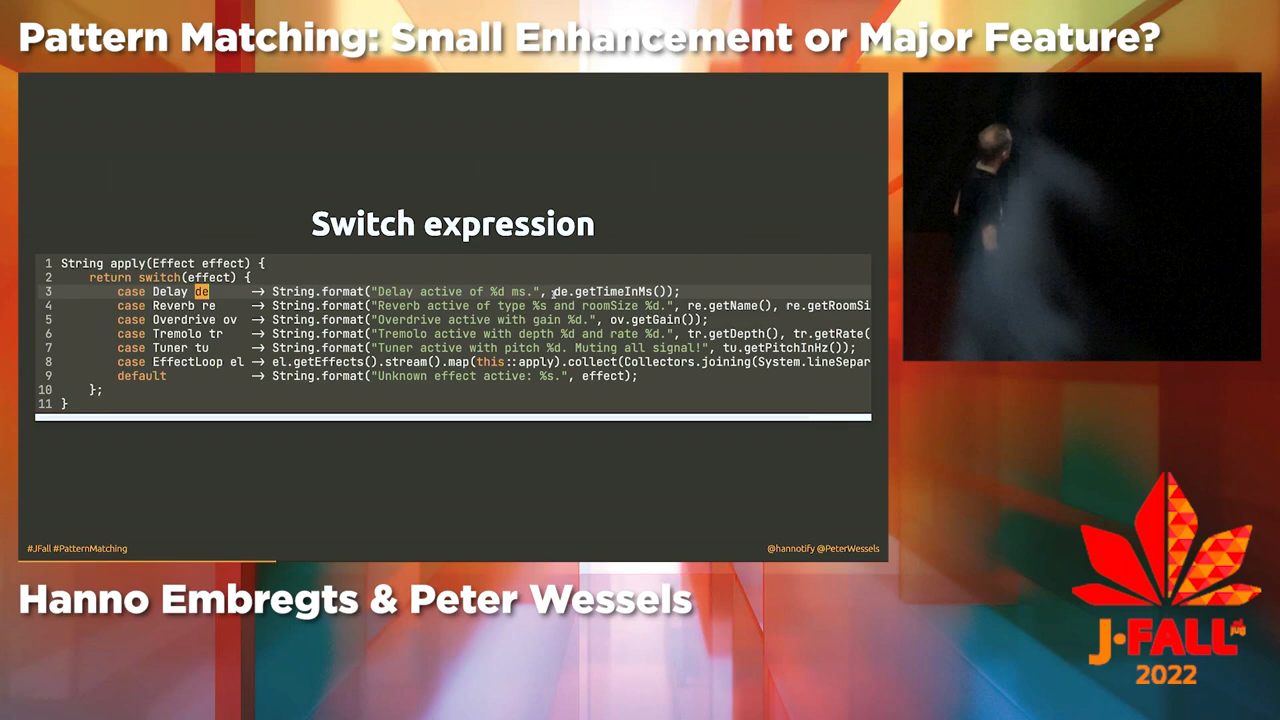 Pattern Matching: Small Enhancement or Major Feature?
Switch expression
1 String apply(Effect effect) {
2 return switch(effect) {
3 case Delay de -> String.format("Delay active of %d ms.", de.getTimeInMs());
4 case Reverb re -> String.format("Reverb active of type %s and roomSize %d.", re.getName(), re.getRoomSi
5 case Overdrive ov -> String.format("Overdrive active with gain %d.", ov.getGain());
6 case Tremolo tr -> String.format("Tremolo active with depth %d and rate %d.", tr.getDepth(), tr.getRate(
7 case Tuner tu -> String.format("Tuner active with pitch %d. Muting all signal!", tu.getPitchInHz());
8 case EffectLoop el -> el.getEffects().stream().map(this::apply).collect(Collectors.joining(System.lineSepar
9 default -> String.format("Unknown effect active: %s.", effect);
10 };
11 }
#JFall #PatternMatching
@hannotify @PeterWessels
Hanno Embregts & Peter Wessels
J-FALL
nl jug
2022